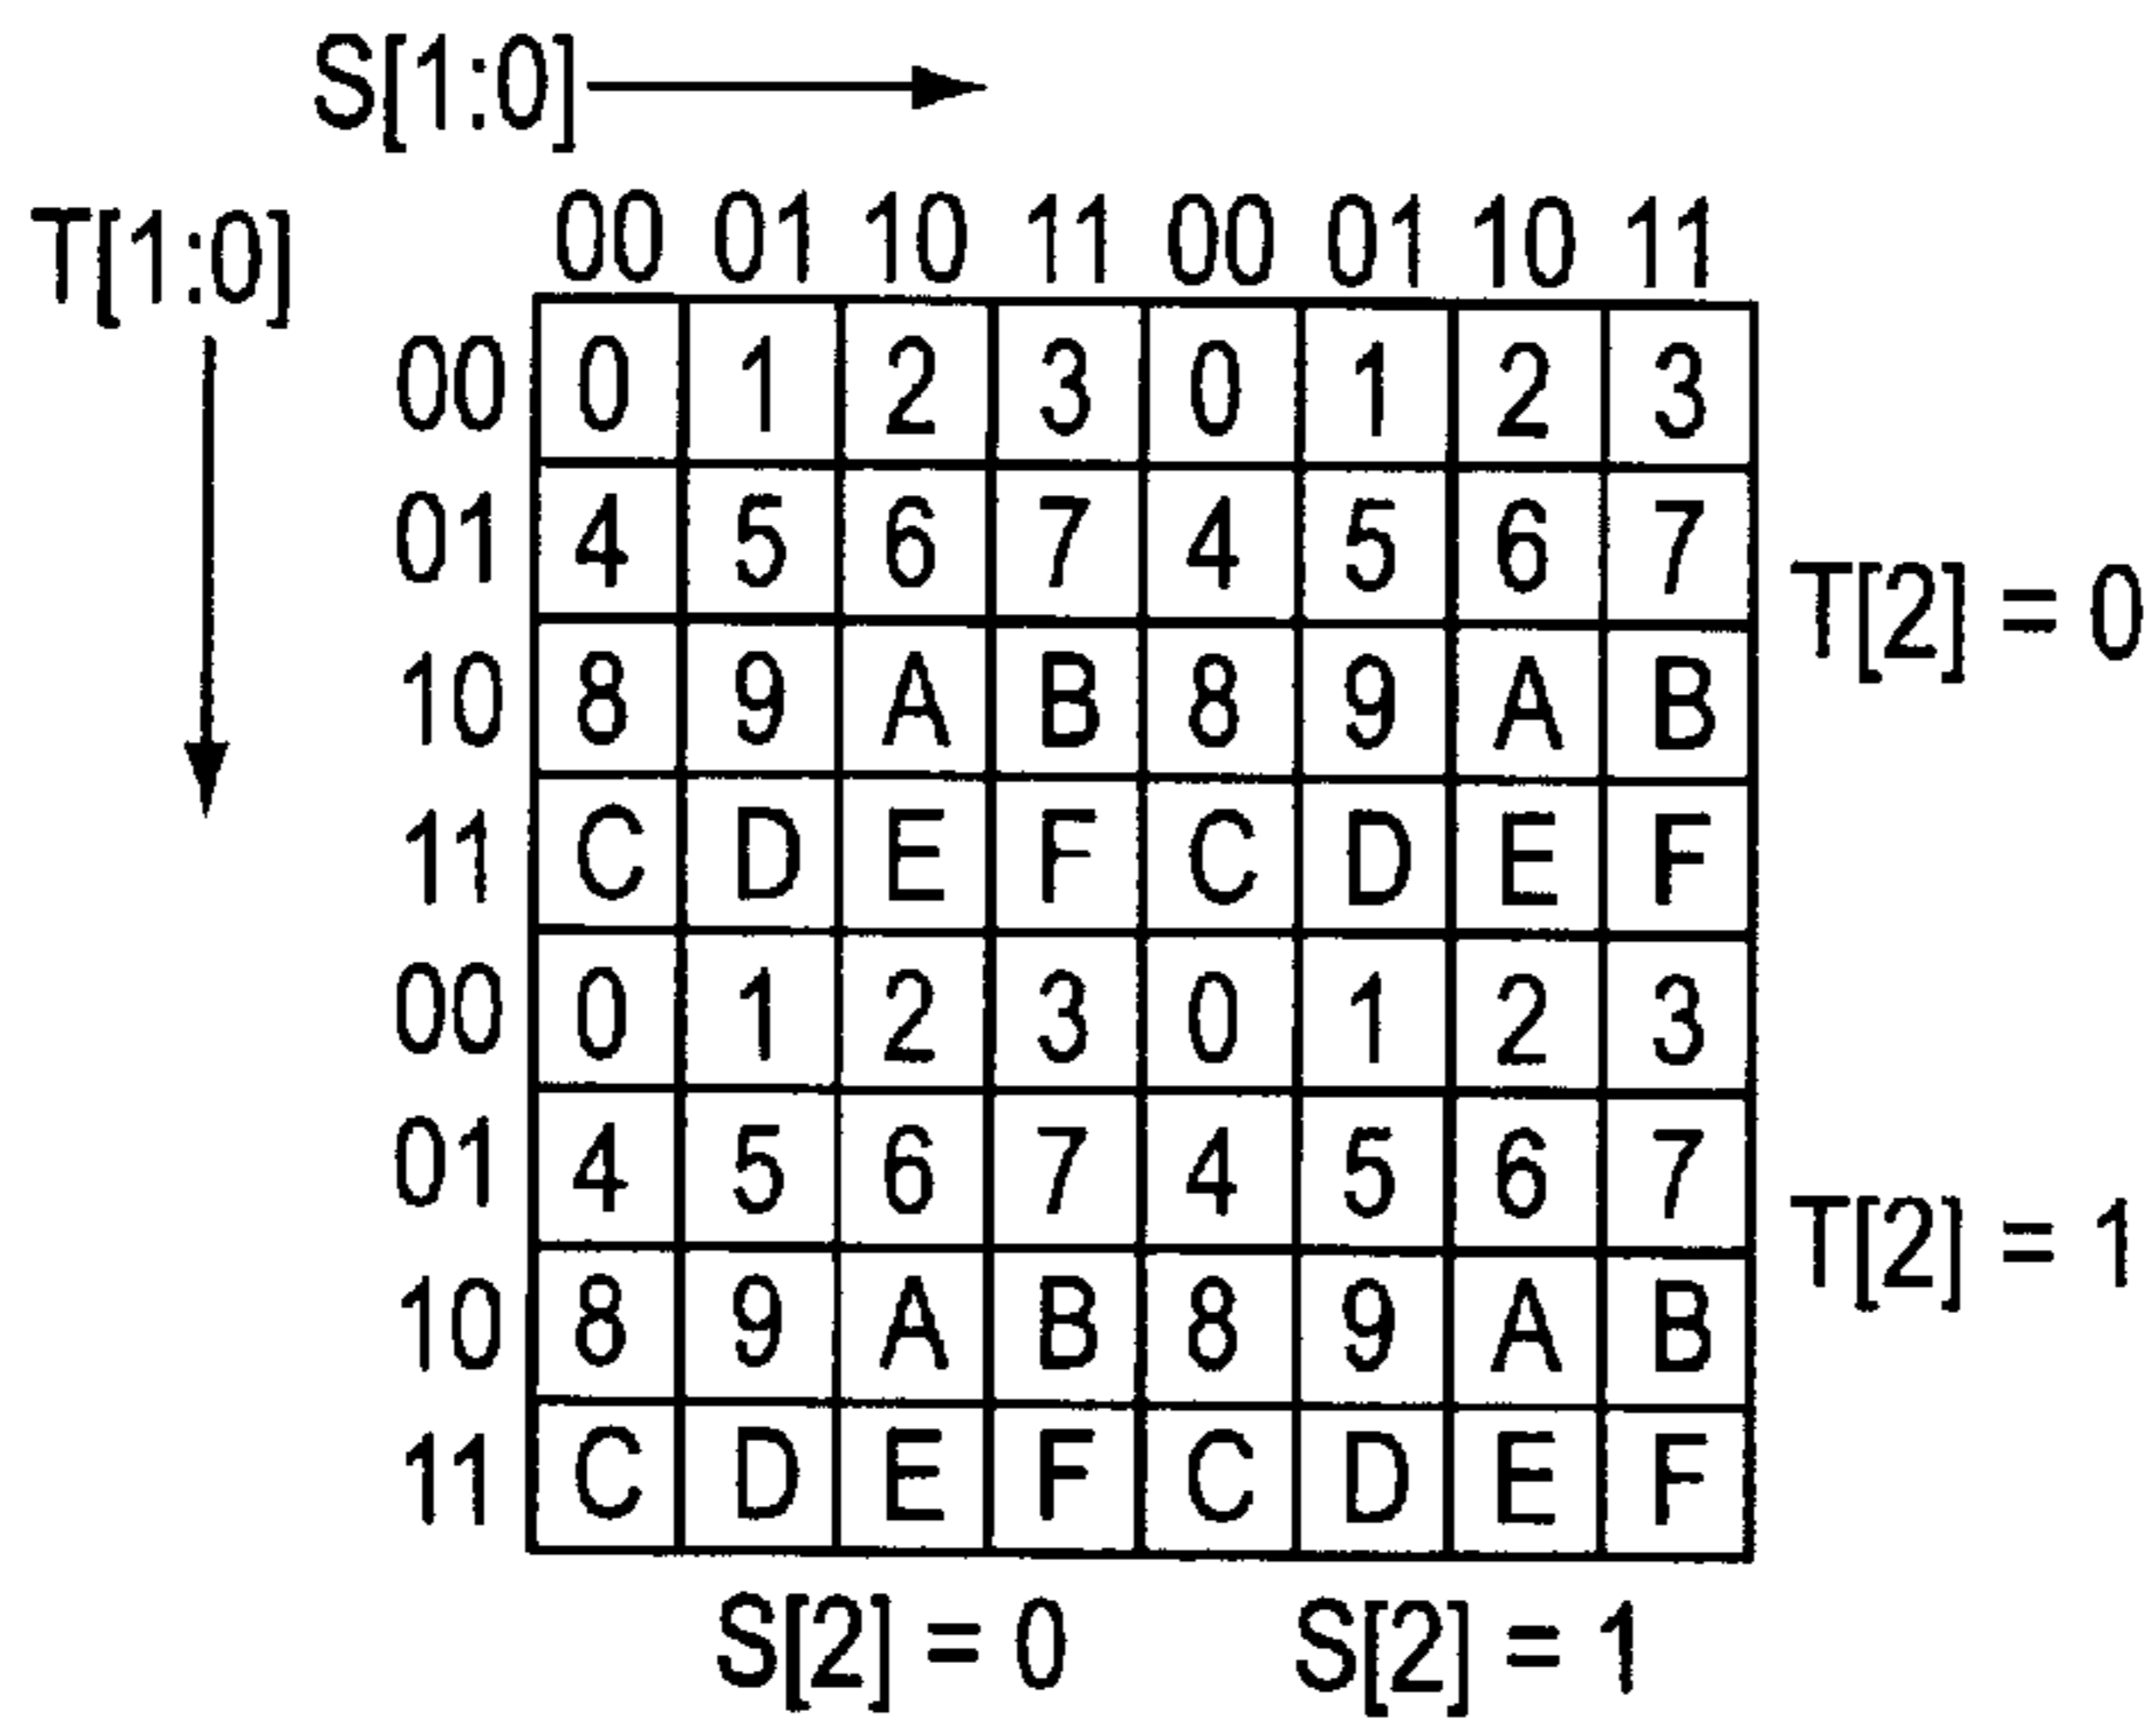 S[1:0]
T[1:0]
00 01 10 11 00 01 10 11
00 0 1 2 3 0 1 2 3
01 4 5 6 7 4 5 6 7
T[2] = 0
10 8 9 A B 8 9 A B
11 C D E F C D E F
00 0 1 2 3 0 1 2 3
01 4 5 6 7 4 5 6 7
T[2] = 1
10 8 9 A B 8 9 A B
11 C D E F C D E F
S[2] = 0 S[2] = 1